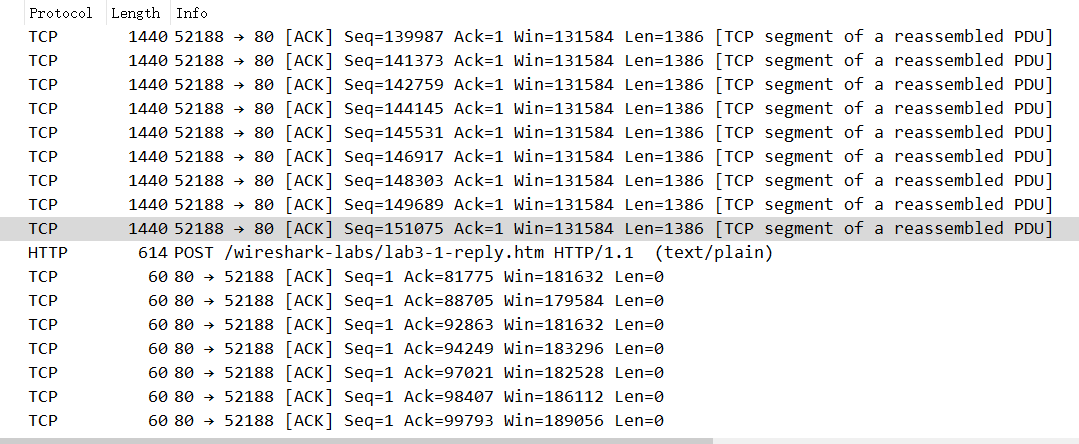 Protocol Length Info
TCP 1440 52188 → 80 [ACK] Seq=139987 Ack=1 Win=131584 Len=1386 [TCP segment of a reassembled PDU]
TCP 1440 52188 → 80 [ACK] Seq=141373 Ack=1 Win=131584 Len=1386 [TCP segment of a reassembled PDU]
TCP 1440 52188 → 80 [ACK] Seq=142759 Ack=1 Win=131584 Len=1386 [TCP segment of a reassembled PDU]
TCP 1440 52188 → 80 [ACK] Seq=144145 Ack=1 Win=131584 Len=1386 [TCP segment of a reassembled PDU]
TCP 1440 52188 → 80 [ACK] Seq=145531 Ack=1 Win=131584 Len=1386 [TCP segment of a reassembled PDU]
TCP 1440 52188 → 80 [ACK] Seq=146917 Ack=1 Win=131584 Len=1386 [TCP segment of a reassembled PDU]
TCP 1440 52188 → 80 [ACK] Seq=148303 Ack=1 Win=131584 Len=1386 [TCP segment of a reassembled PDU]
TCP 1440 52188 → 80 [ACK] Seq=149689 Ack=1 Win=131584 Len=1386 [TCP segment of a reassembled PDU]
TCP 1440 52188 → 80 [ACK] Seq=151075 Ack=1 Win=131584 Len=1386 [TCP segment of a reassembled PDU]
HTTP 614 POST /wireshark-labs/lab3-1-reply.htm HTTP/1.1 (text/plain)
TCP 60 80 → 52188 [ACK] Seq=1 Ack=81775 Win=181632 Len=0
TCP 60 80 → 52188 [ACK] Seq=1 Ack=88705 Win=179584 Len=0
TCP 60 80 → 52188 [ACK] Seq=1 Ack=92863 Win=181632 Len=0
TCP 60 80 → 52188 [ACK] Seq=1 Ack=94249 Win=183296 Len=0
TCP 60 80 → 52188 [ACK] Seq=1 Ack=97021 Win=182528 Len=0
TCP 60 80 → 52188 [ACK] Seq=1 Ack=98407 Win=186112 Len=0
TCP 60 80 → 52188 [ACK] Seq=1 Ack=99793 Win=189056 Len=0